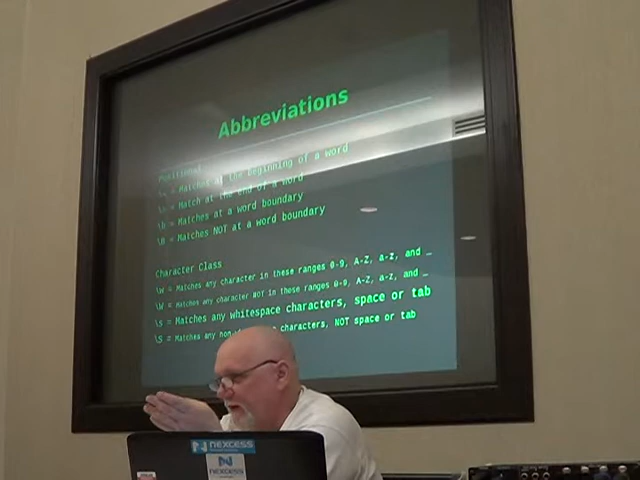 Abbreviations
Positional
= Matches at the beginning of a word
= Match at the end of a word
\b = Matches at a word boundary
\B = Matches NOT at a word boundary
Character Class
\w = Matches any character in these ranges 0-9, A-Z, a-z, and _
\W = Matches any character NOT in these ranges 0-9, A-Z, a-z, and _
\s = Matches any whitespace characters, space or tab
\S = Matches any characters, NOT space or tab
NEXCESS
NEXCESS